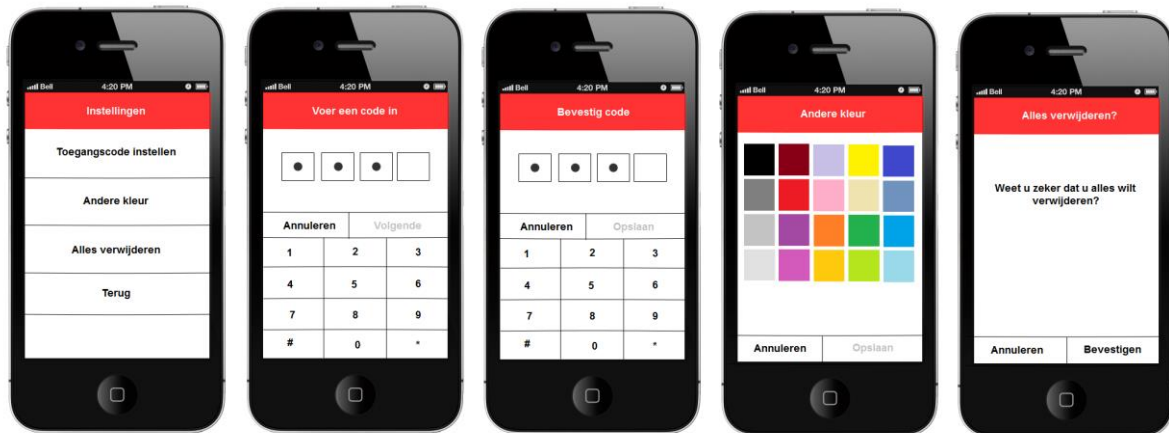 Bell 4:20 PM
Instellingen
Toegangscode instellen
Andere kleur
Alles verwijderen
Terug
Bell 4:20 PM
Voer een code in
Annuleren Volgende
1 2 3
4 5 6
7 8 9
# 0 *
Bell 4:20 PM
Bevestig code
Annuleren Opslaan
1 2 3
4 5 6
7 8 9
# 0 *
Bell 4:20 PM
Andere kleur
Annuleren Opslaan
Bell 4:20 PM
Alles verwijderen?
Weet u zeker dat u alles wilt
verwijderen?
Annuleren Bevestigen